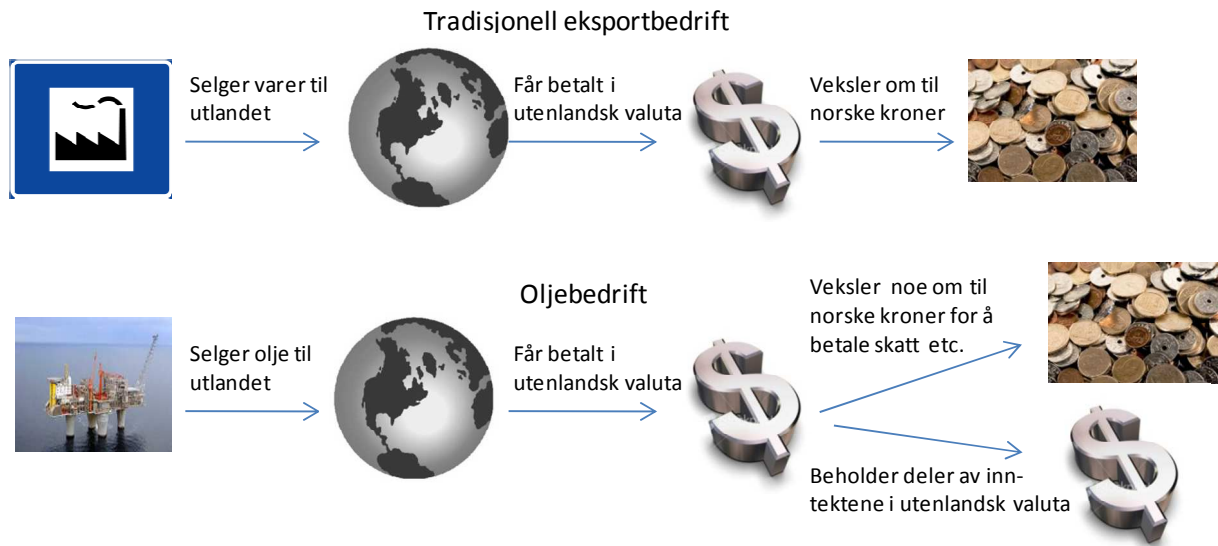 Tradisjonell eksportbedrift
Selger varer til
utlandet
Får betalt i
utenlandsk valuta
Veksler om til
norske kroner
Oljebedrift
Selger olje til
utlandet
Får betalt i
utenlandsk valuta
Veksler noe om til
norske kroner for å
betale skatt etc.
Beholder deler av inn-
tektene i utenlandsk valuta